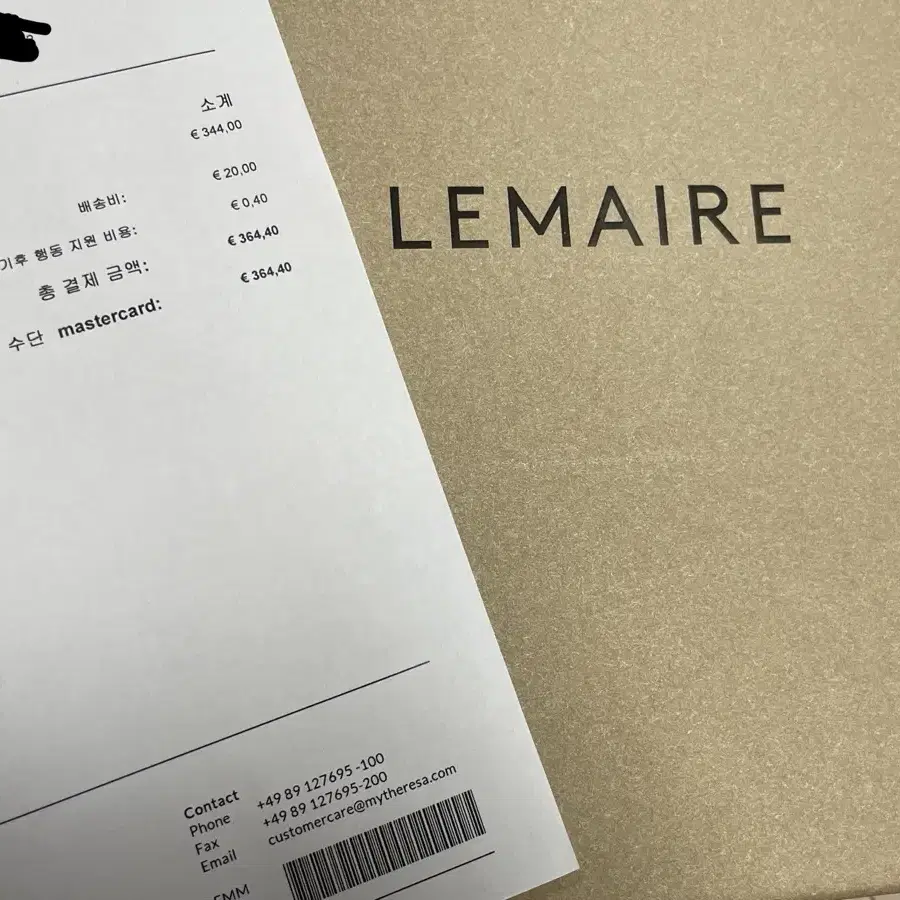 소계
€ 344,00
배송비: € 20,00
기후 행동 지원 비용: € 0,40
총 결제 금액: € 364,40
수단 mastercard: € 364,40
LEMAIRE
Contact
Phone +49 89 127695 -100
Fax +49 89 127695-200
Email customercare@mytheresa.com